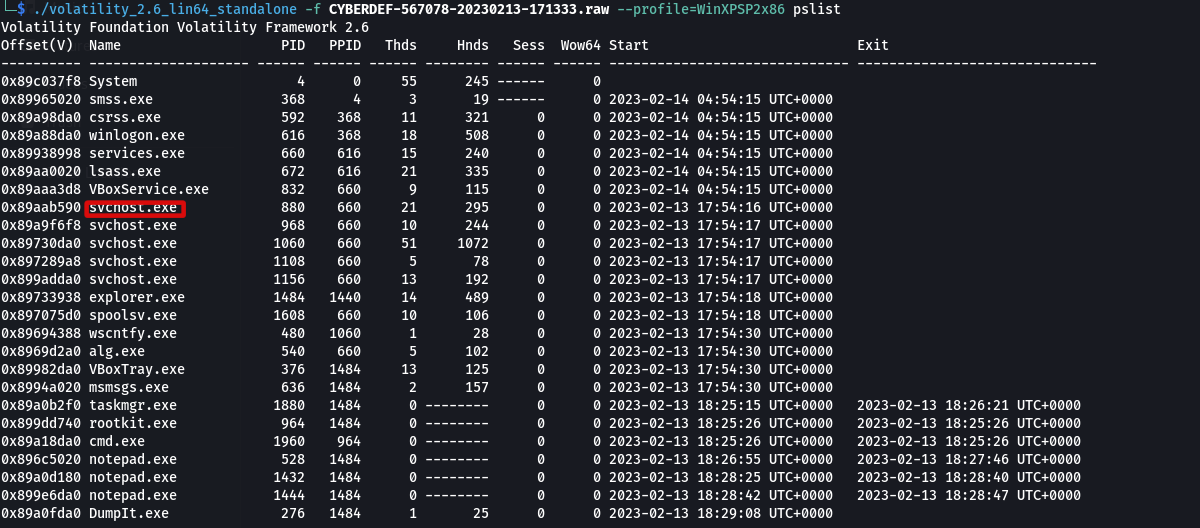 └─$ ./volatility_2.6_lin64_standalone -f CYBERDEF-567078-20230213-171333.raw --profile=WinXPSP2x86 pslist
Volatility Foundation Volatility Framework 2.6
Offset(V)  Name                    PID   PPID   Thds     Hnds   Sess  Wow64 Start                          Exit
---------- -------------------- ------ ------ ------ -------- ------ ------ ------------------------------ ------------------------------
0x89c037f8 System                    4      0     55      245 ------      0
0x89965020 smss.exe                368      4      3       19 ------      0 2023-02-14 04:54:15 UTC+0000
0x89a98da0 csrss.exe               592    368     11      321      0      0 2023-02-14 04:54:15 UTC+0000
0x89a88da0 winlogon.exe            616    368     18      508      0      0 2023-02-14 04:54:15 UTC+0000
0x89938998 services.exe            660    616     15      240      0      0 2023-02-14 04:54:15 UTC+0000
0x89aa0020 lsass.exe               672    616     21      335      0      0 2023-02-14 04:54:15 UTC+0000
0x89aaa3d8 VBoxService.exe         832    660      9      115      0      0 2023-02-14 04:54:15 UTC+0000
0x89aab590 svchost.exe             880    660     21      295      0      0 2023-02-13 17:54:16 UTC+0000
0x89a9f6f8 svchost.exe             968    660     10      244      0      0 2023-02-13 17:54:17 UTC+0000
0x89730da0 svchost.exe            1060    660     51     1072      0      0 2023-02-13 17:54:17 UTC+0000
0x897289a8 svchost.exe            1108    660      5       78      0      0 2023-02-13 17:54:17 UTC+0000
0x899adda0 svchost.exe            1156    660     13      192      0      0 2023-02-13 17:54:17 UTC+0000
0x89733938 explorer.exe           1484   1440     14      489      0      0 2023-02-13 17:54:18 UTC+0000
0x897075d0 spoolsv.exe            1608    660     10      106      0      0 2023-02-13 17:54:18 UTC+0000
0x89694388 wscntfy.exe             480   1060      1       28      0      0 2023-02-13 17:54:30 UTC+0000
0x8969d2a0 alg.exe                 540    660      5      102      0      0 2023-02-13 17:54:30 UTC+0000
0x89982da0 VBoxTray.exe            376   1484     13      125      0      0 2023-02-13 17:54:30 UTC+0000
0x8994a020 msmsgs.exe              636   1484      2      157      0      0 2023-02-13 17:54:30 UTC+0000
0x89a0b2f0 taskmgr.exe            1880   1484      0 --------      0      0 2023-02-13 18:25:15 UTC+0000   2023-02-13 18:26:21 UTC+0000
0x899dd740 rootkit.exe             964   1484      0 --------      0      0 2023-02-13 18:25:26 UTC+0000   2023-02-13 18:25:26 UTC+0000
0x89a18da0 cmd.exe                1960    964      0 --------      0      0 2023-02-13 18:25:26 UTC+0000   2023-02-13 18:25:26 UTC+0000
0x896c5020 notepad.exe             528   1484      0 --------      0      0 2023-02-13 18:26:55 UTC+0000   2023-02-13 18:27:46 UTC+0000
0x89a0d180 notepad.exe            1432   1484      0 --------      0      0 2023-02-13 18:28:25 UTC+0000   2023-02-13 18:28:40 UTC+0000
0x899e6da0 notepad.exe            1444   1484      0 --------      0      0 2023-02-13 18:28:42 UTC+0000   2023-02-13 18:28:47 UTC+0000
0x89a0fda0 DumpIt.exe              276   1484      1       25      0      0 2023-02-13 18:29:08 UTC+0000